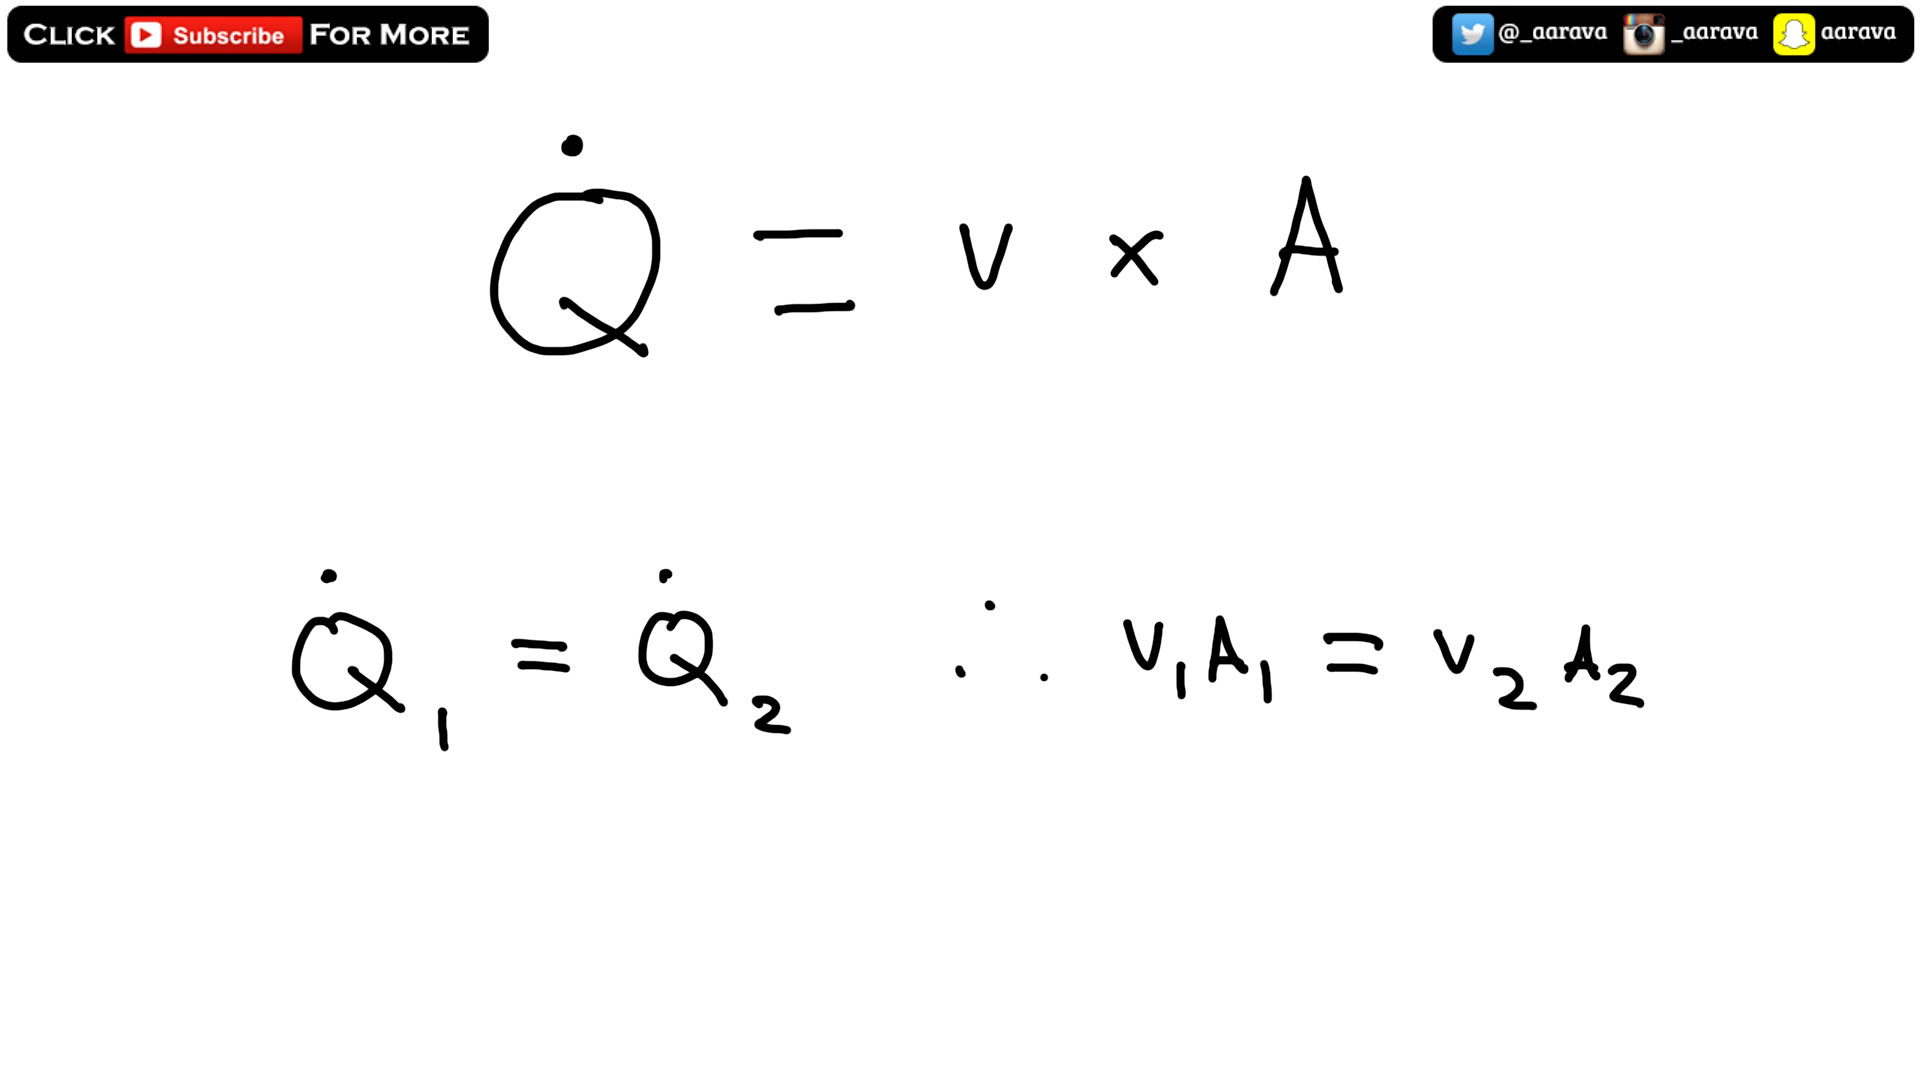 CLICK Subscribe FOR MORE
@_aarava _aarava aarava
Q̇ = v × A
Q̇₁ = Q̇₂ ∴ v₁A₁ = v₂A₂